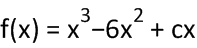 f(x) = x³−6x² + cx